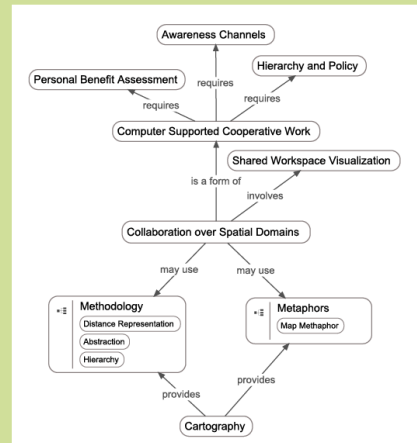 Awareness Channels
Hierarchy and Policy
Personal Benefit Assessment
requires
requires
requires
Computer Supported Cooperative Work
Shared Workspace Visualization
is a form of
involves
Collaboration over Spatial Domains
may use
may use
Methodology
Distance Representation
Abstraction
Hierarchy
Metaphors
Map Methaphor
provides
provides
Cartography